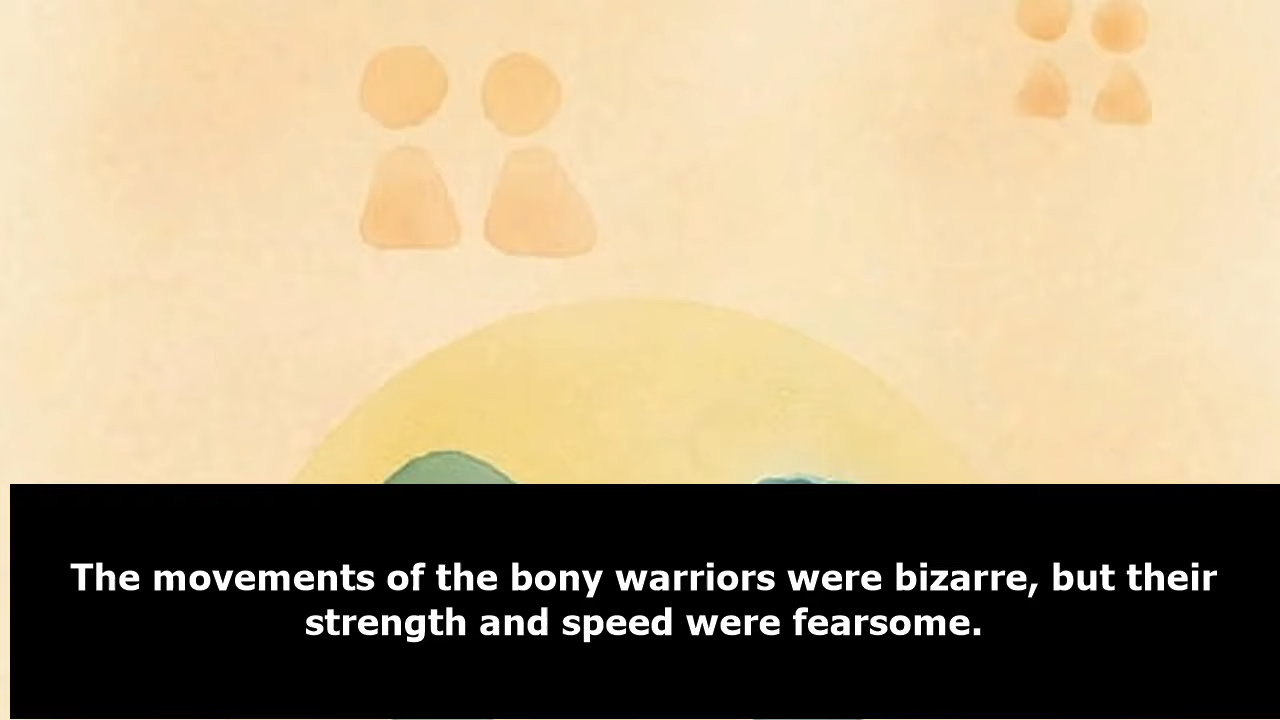 The movements of the bony warriors were bizarre, but their
strength and speed were fearsome.